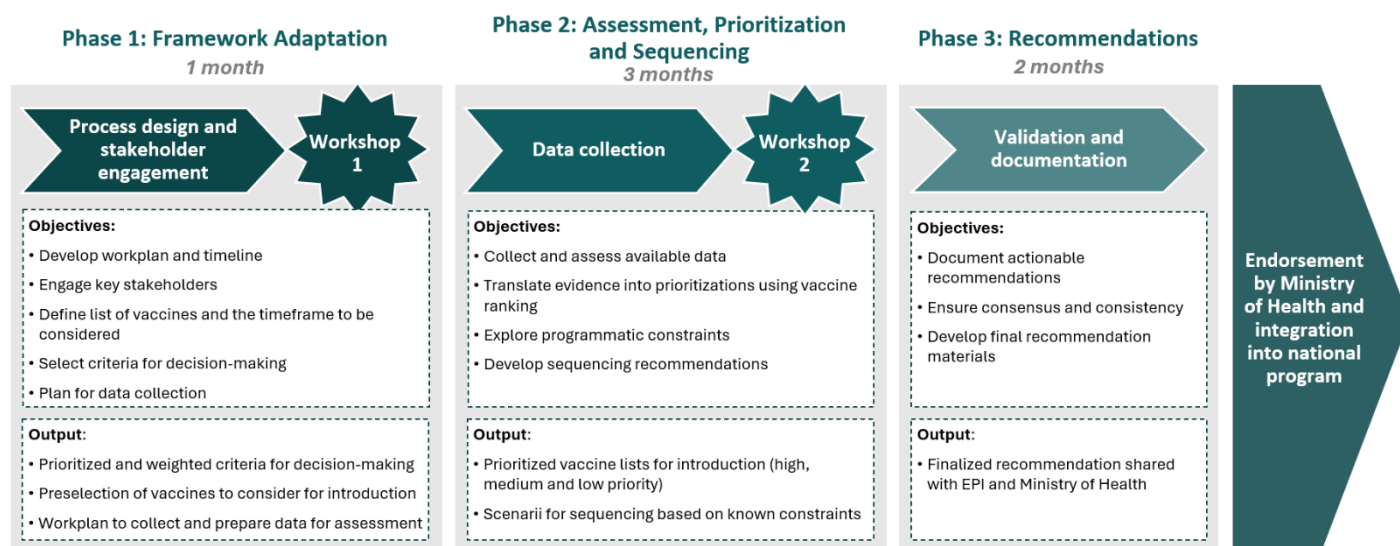 Phase 1: Framework Adaptation
1 month
Process design and
stakeholder
engagement
Workshop
1
Objectives:
• Develop workplan and timeline
• Engage key stakeholders
• Define list of vaccines and the timeframe to be
considered
• Select criteria for decision-making
• Plan for data collection
Output:
• Prioritized and weighted criteria for decision-making
• Preselection of vaccines to consider for introduction
• Workplan to collect and prepare data for assessment
Phase 2: Assessment, Prioritization
and Sequencing
3 months
Data collection
Workshop
2
Objectives:
• Collect and assess available data
• Translate evidence into prioritizations using vaccine
ranking
• Explore programmatic constraints
• Develop sequencing recommendations
Output:
• Prioritized vaccine lists for introduction (high,
medium and low priority)
• Scenarii for sequencing based on known constraints
Phase 3: Recommendations
2 months
Validation and
documentation
Objectives:
• Document actionable
recommendations
• Ensure consensus and consistency
• Develop final recommendation
materials
Output:
• Finalized recommendation shared
with EPI and Ministry of Health
Endorsement
by Ministry
of Health and
integration
into national
program